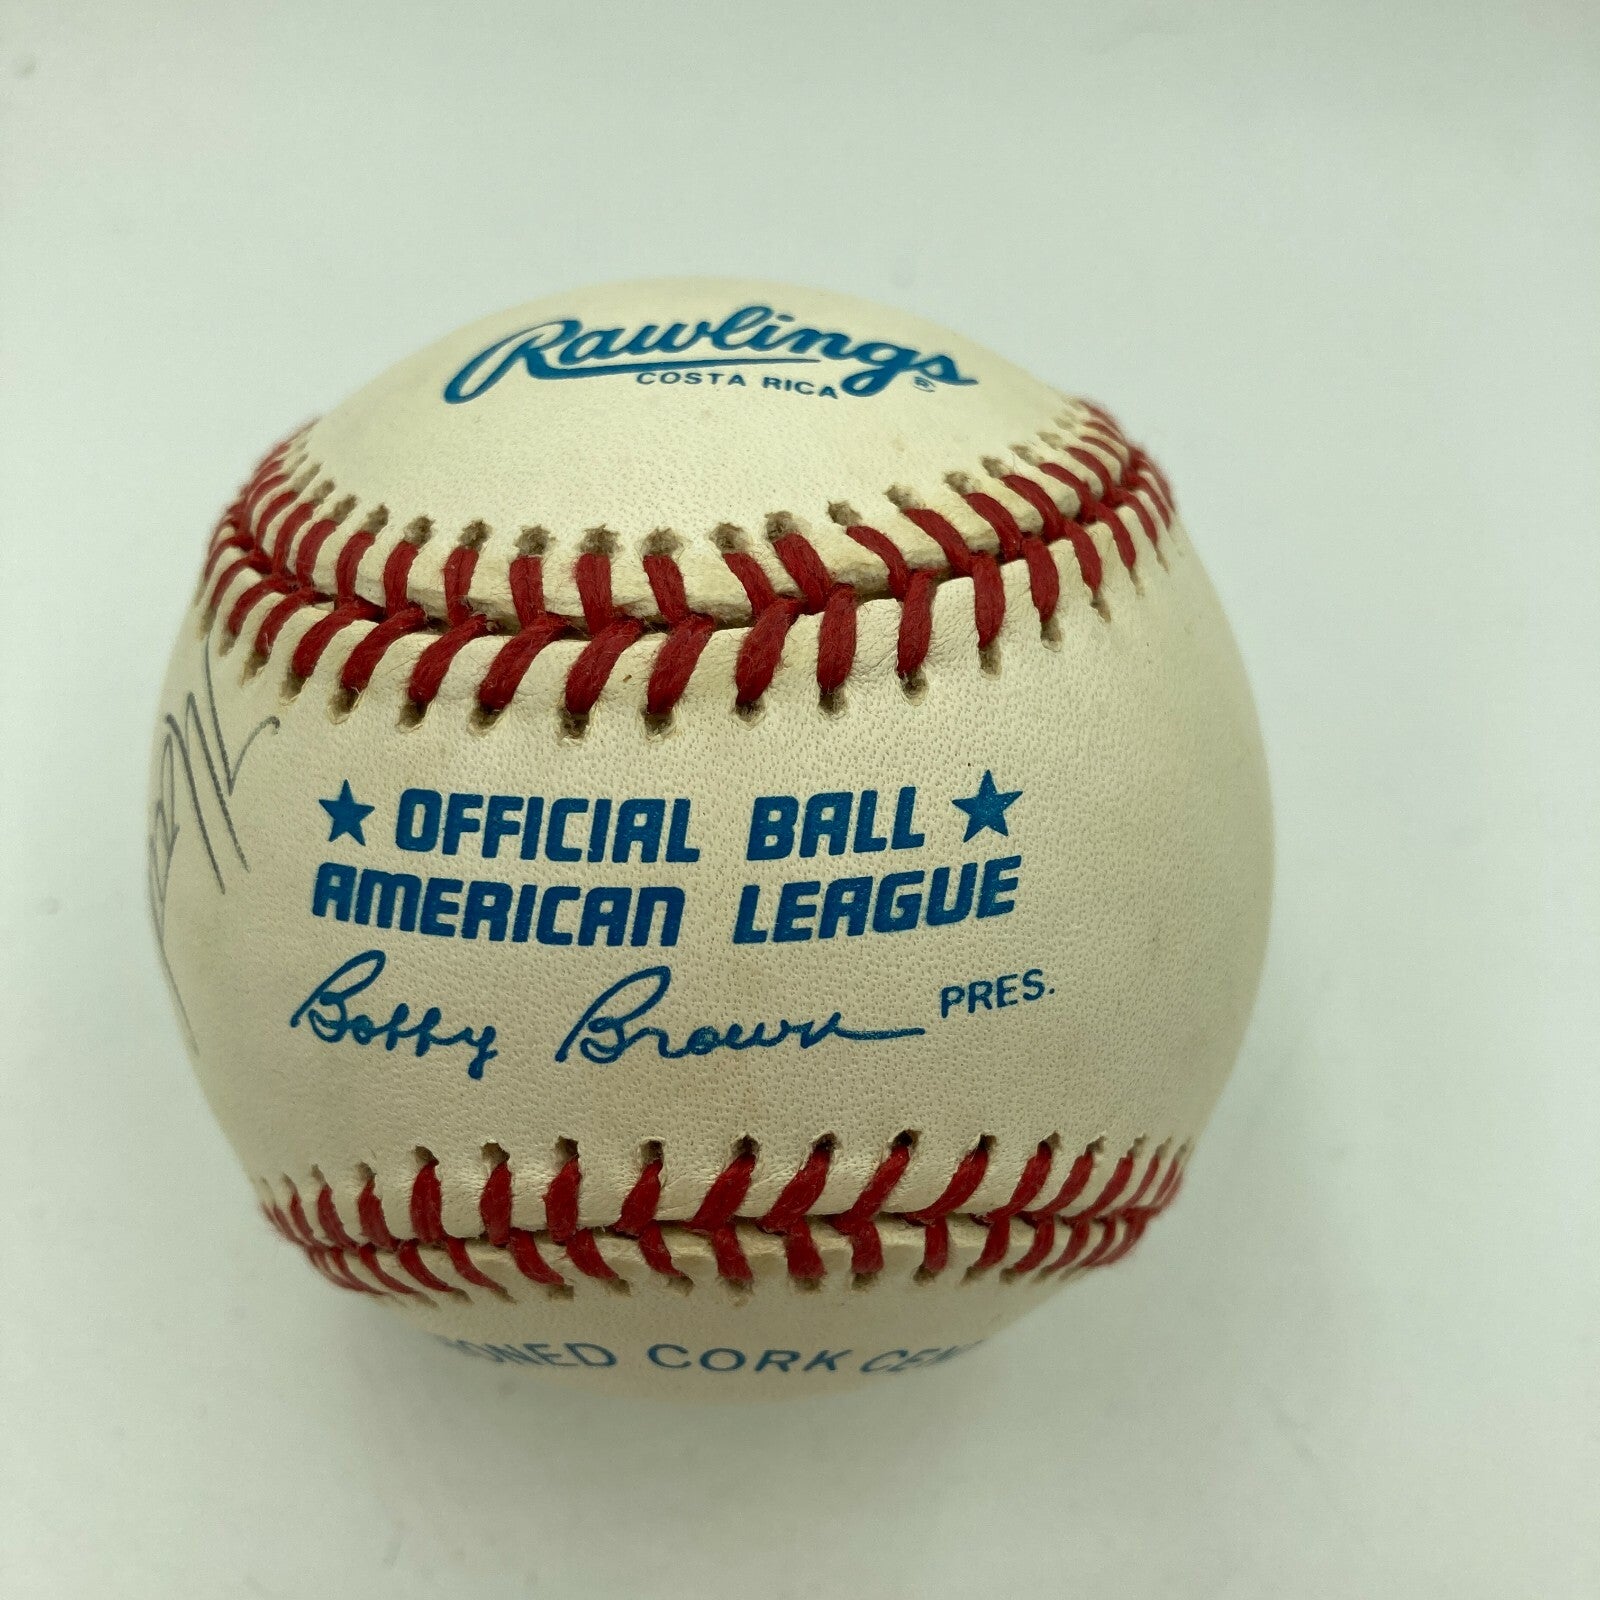 Rawlings®
COSTA RICA
★ OFFICIAL BALL ★
AMERICAN LEAGUE
Bobby Brown PRES.
CORK